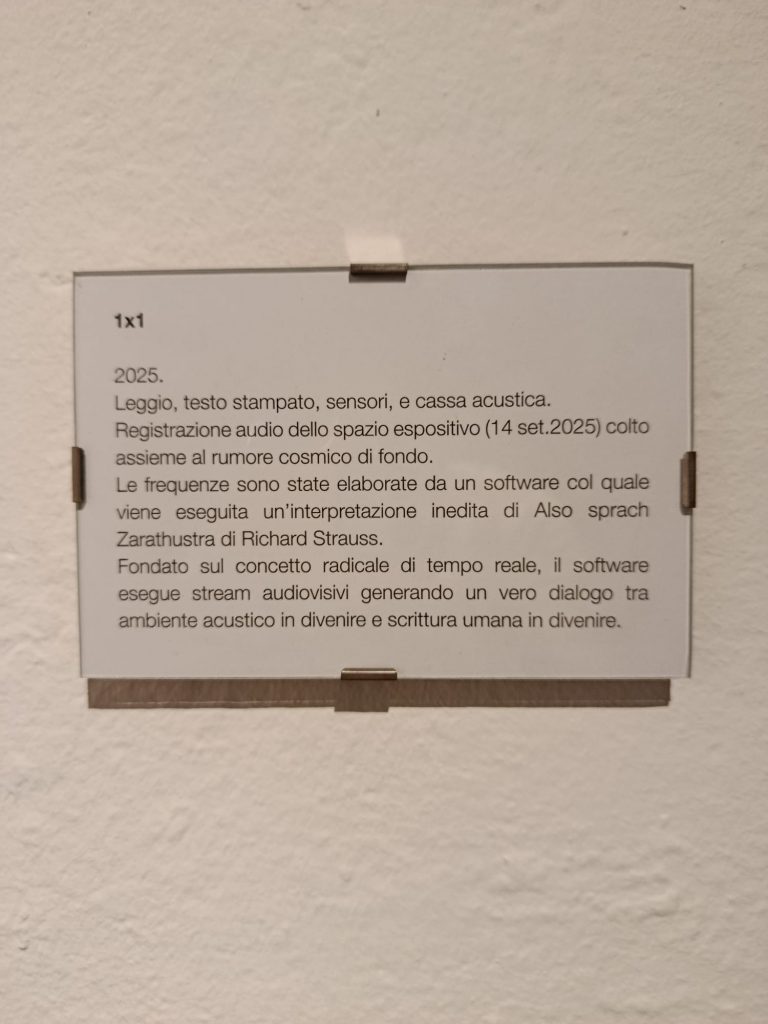 1x1
2025.
Leggio, testo stampato, sensori, e cassa acustica.
Registrazione audio dello spazio espositivo (14 set.2025) colto
assieme al rumore cosmico di fondo.
Le frequenze sono state elaborate da un software col quale
viene eseguita un'interpretazione inedita di Also sprach
Zarathustra di Richard Strauss.
Fondato sul concetto radicale di tempo reale, il software
esegue stream audiovisivi generando un vero dialogo tra
ambiente acustico in divenire e scrittura umana in divenire.